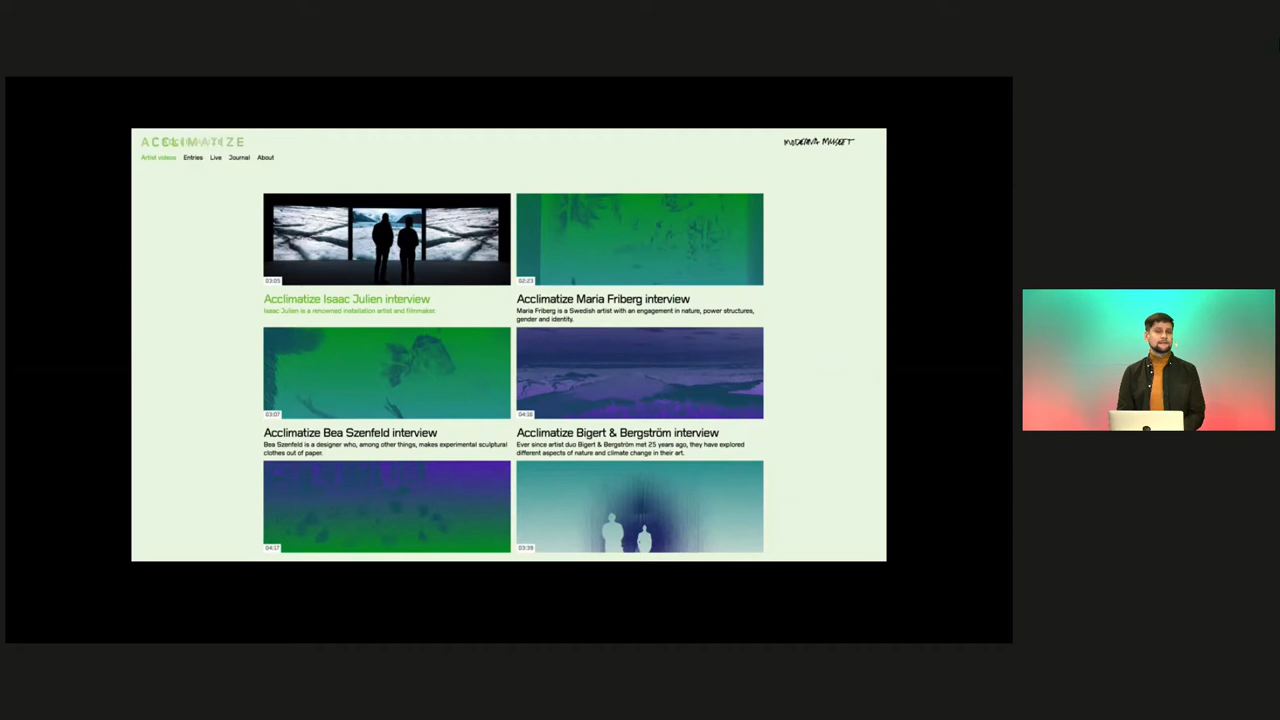 ACCLIMATIZE
MODERNA MUSEET
Artist videos Entries Live Journal About
03:05
02:23
Acclimatize Isaac Julien interview
Isaac Julien is a renowned installation artist and filmmaker.
Acclimatize Maria Friberg interview
Maria Friberg is a Swedish artist with an engagement in nature, power structures,
gender and identity.
03:07
04:16
Acclimatize Bea Szenfeld interview
Bea Szenfeld is a designer who, among other things, makes experimental sculptural
clothes out of paper.
Acclimatize Bigert & Bergström interview
Ever since artist duo Bigert & Bergström met 25 years ago, they have explored
different aspects of nature and climate change in their art.
04:17
03:39